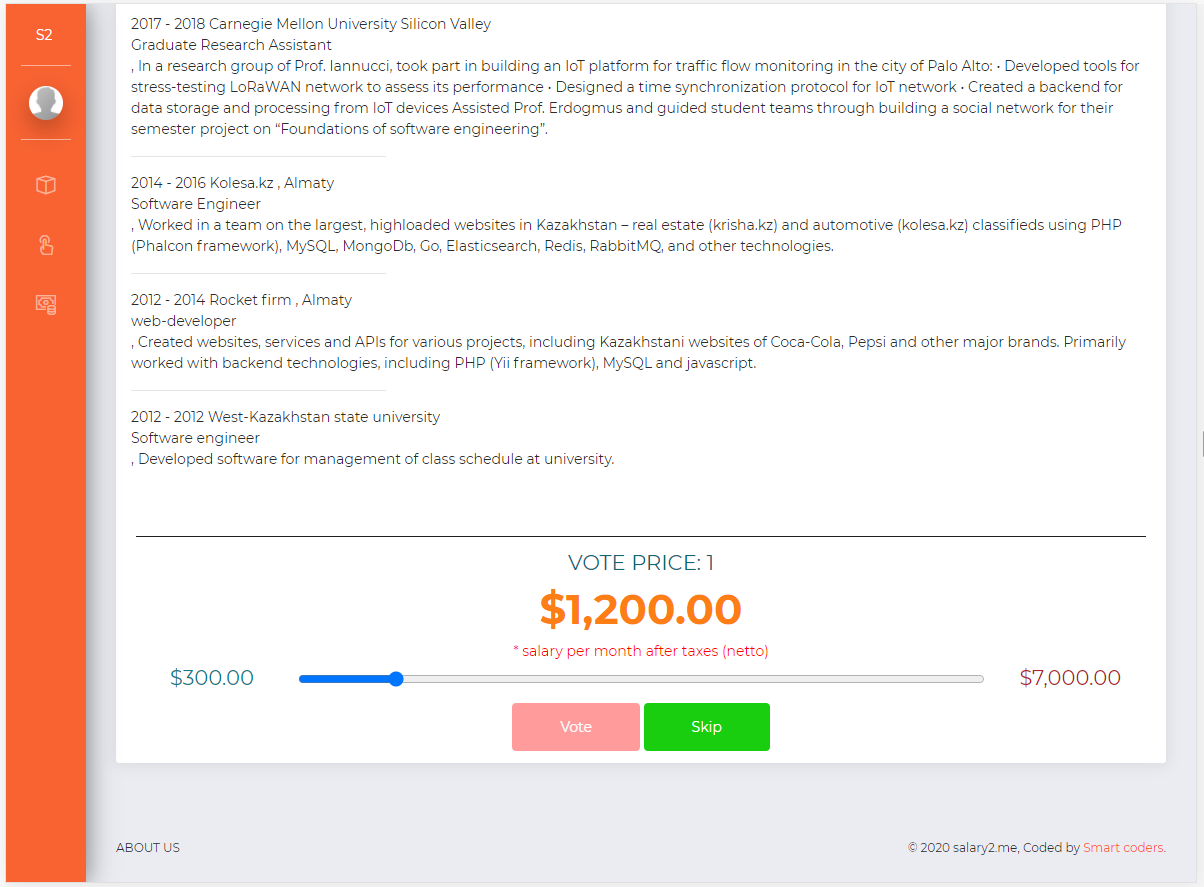 S2
2017 - 2018 Carnegie Mellon University Silicon Valley
Graduate Research Assistant
, In a research group of Prof. Iannucci, took part in building an IoT platform for traffic flow monitoring in the city of Palo Alto: • Developed tools for
stress-testing LoRaWAN network to assess its performance • Designed a time synchronization protocol for IoT network • Created a backend for
data storage and processing from IoT devices Assisted Prof. Erdogmus and guided student teams through building a social network for their
semester project on “Foundations of software engineering”.
2014 - 2016 Kolesa.kz , Almaty
Software Engineer
, Worked in a team on the largest, highloaded websites in Kazakhstan – real estate (krisha.kz) and automotive (kolesa.kz) classifieds using PHP
(Phalcon framework), MySQL, MongoDb, Go, Elasticsearch, Redis, RabbitMQ, and other technologies.
2012 - 2014 Rocket firm , Almaty
web-developer
, Created websites, services and APIs for various projects, including Kazakhstani websites of Coca-Cola, Pepsi and other major brands. Primarily
worked with backend technologies, including PHP (Yii framework), MySQL and javascript.
2012 - 2012 West-Kazakhstan state university
Software engineer
, Developed software for management of class schedule at university.
VOTE PRICE: 1
$1,200.00
* salary per month after taxes (netto)
$300.00 $7,000.00
Vote Skip
ABOUT US © 2020 salary2.me, Coded by Smart coders.